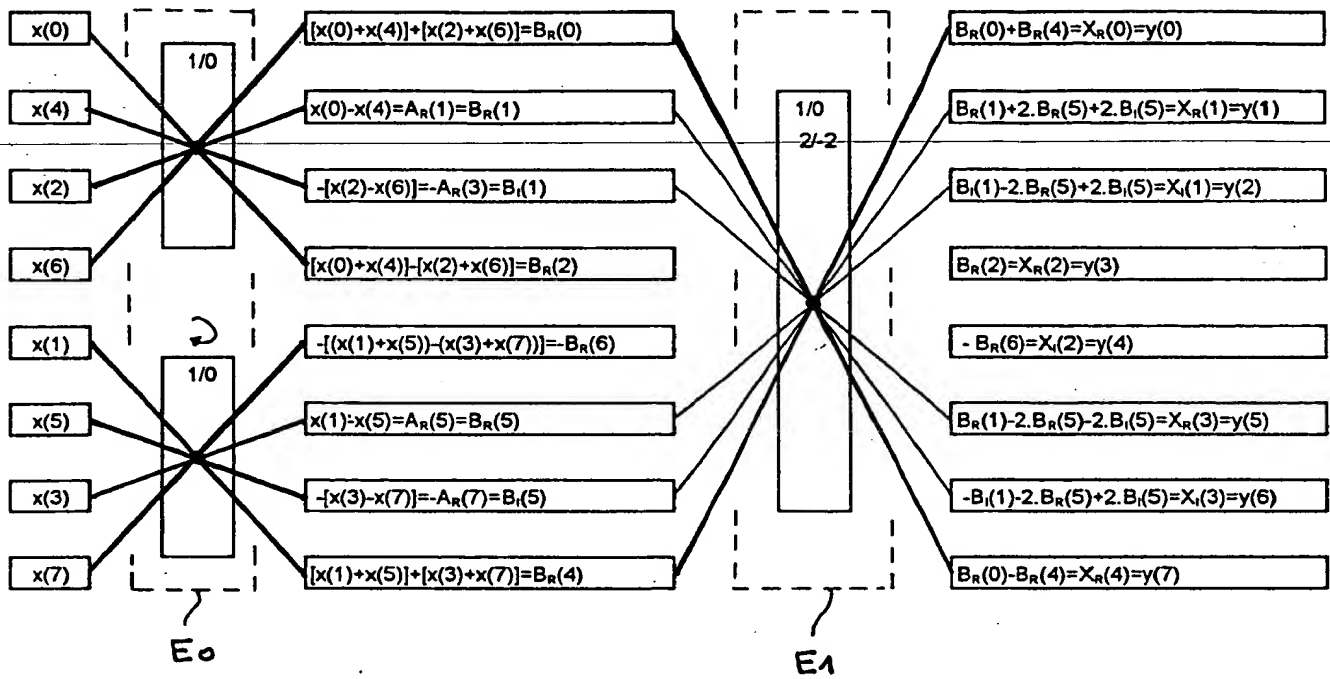 x(0)
[x(0)+x(4)]+[x(2)+x(6)]=B_R(0)
B_R(0)+B_R(4)=X_R(0)=y(0)
1/0
x(4)
x(0)-x(4)=A_R(1)=B_R(1)
1/0
B_R(1)+2.B_R(5)+2.B_I(5)=X_R(1)=y(1)
2/-2
x(2)
-[x(2)-x(6)]=-A_R(3)=B_I(1)
B_I(1)-2.B_R(5)+2.B_I(5)=X_I(1)=y(2)
x(6)
[x(0)+x(4)]-[x(2)+x(6)]=B_R(2)
B_R(2)=X_R(2)=y(3)
x(1)
-[(x(1)+x(5))-(x(3)+x(7))]=-B_R(6)
- B_R(6)=X_I(2)=y(4)
1/0
x(5)
x(1)-x(5)=A_R(5)=B_R(5)
B_R(1)-2.B_R(5)-2.B_I(5)=X_R(3)=y(5)
x(3)
-[x(3)-x(7)]=-A_R(7)=B_I(5)
-B_I(1)-2.B_R(5)+2.B_I(5)=X_I(3)=y(6)
x(7)
[x(1)+x(5)]+[x(3)+x(7)]=B_R(4)
B_R(0)-B_R(4)=X_R(4)=y(7)
E0
E1